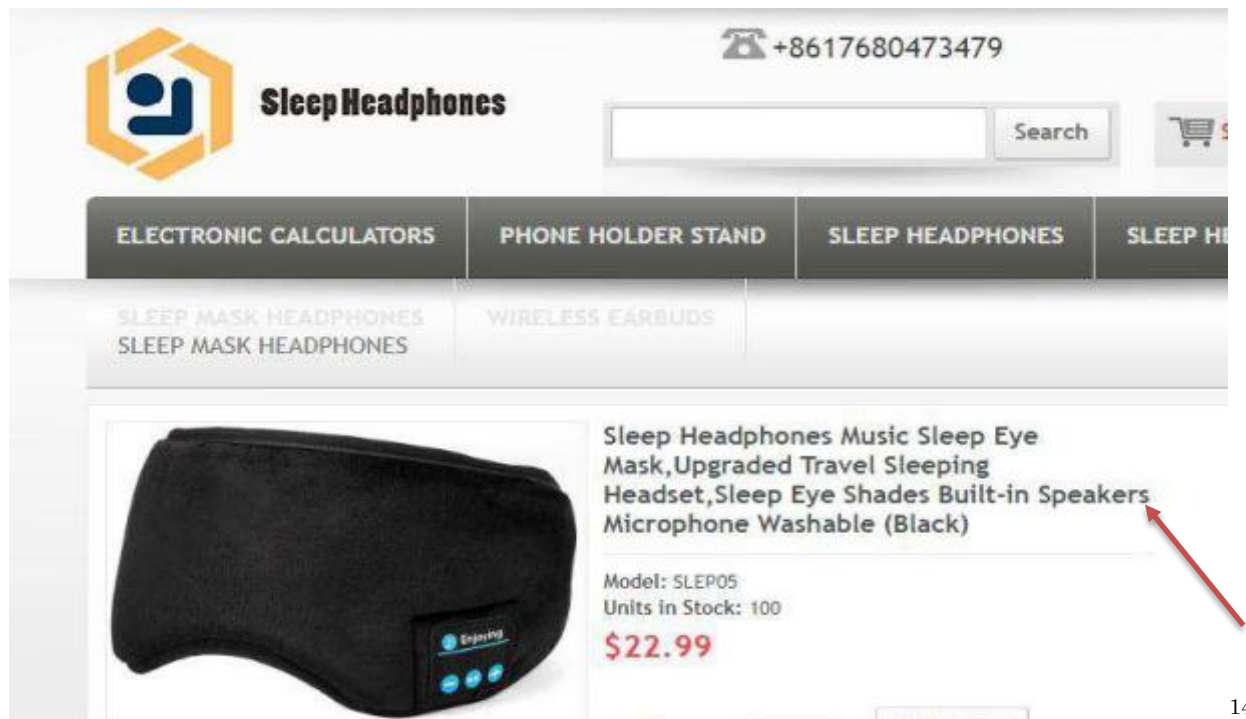 +8617680473479
SleepHeadphones
Search
ELECTRONIC CALCULATORS
PHONE HOLDER STAND
SLEEP HEADPHONES
SLEEP
SLEEP MASK HEADPHONES
WIRELESS EARBUDS
SLEEP MASK HEADPHONES
Sleep Headphones Music Sleep Eye
Mask,Upgraded Travel Sleeping
Headset,Sleep Eye Shades Built-in Speakers
Microphone Washable (Black)
Enjoying
Model: SLEP05
Units in Stock: 100
$22.99
14